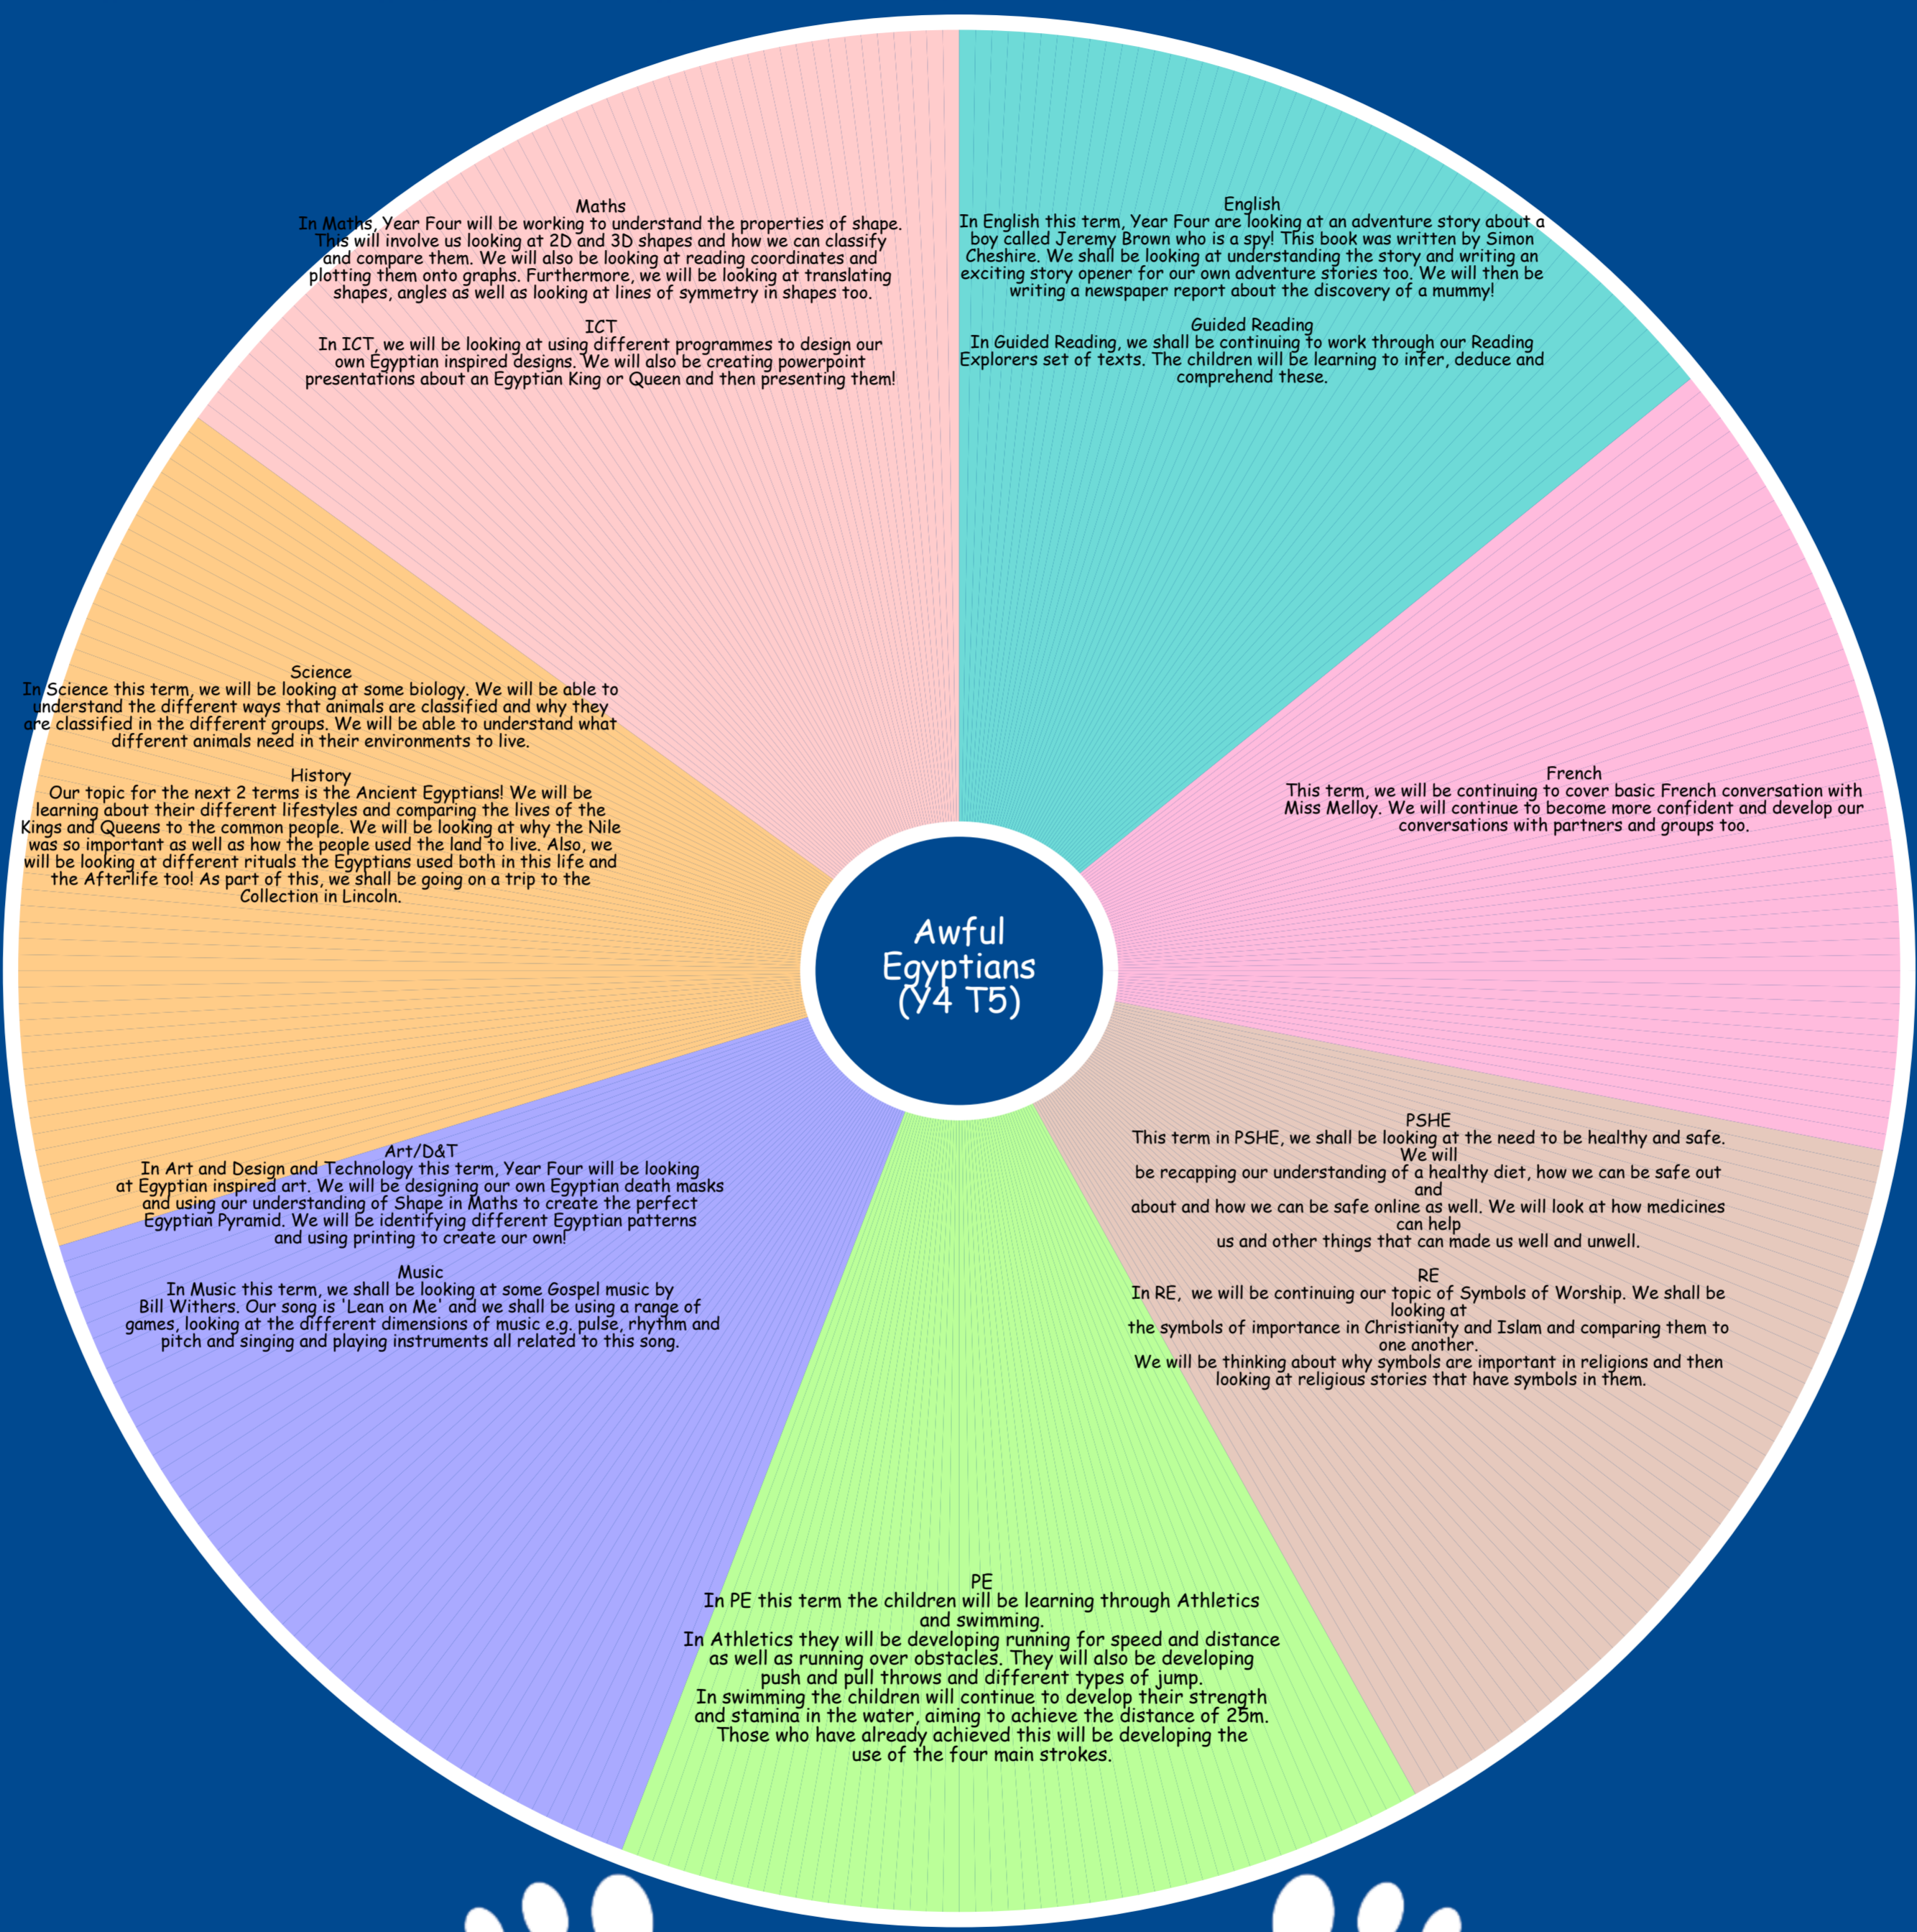 Maths
In Maths, Year Four will be working to understand the properties of shape.
This will involve us looking at 2D and 3D shapes and how we can classify
and compare them. We will also be looking at reading coordinates and
plotting them onto graphs. Furthermore, we will be looking at translating
shapes, angles as well as looking at lines of symmetry in shapes too.
ICT
In ICT, we will be looking at using different programmes to design our
own Egyptian inspired designs. We will also be creating powerpoint
presentations about an Egyptian King or Queen and then presenting them!
English
In English this term, Year Four are looking at an adventure story about a
boy called Jeremy Brown who is a spy! This book was written by Simon
Cheshire. We shall be looking at understanding the story and writing an
exciting story opener for our own adventure stories too. We will then be
writing a newspaper report about the discovery of a mummy!
Guided Reading
In Guided Reading, we shall be continuing to work through our Reading
Explorers set of texts. The children will be learning to infer, deduce and
comprehend these.
Science
In Science this term, we will be looking at some biology. We will be able to
understand the different ways that animals are classified and why they
are classified in the different groups. We will be able to understand what
different animals need in their environments to live.
History
Our topic for the next 2 terms is the Ancient Egyptians! We will be
learning about their different lifestyles and comparing the lives of the
Kings and Queens to the common people. We will be looking at why the Nile
was so important as well as how the people used the land to live. Also, we
will be looking at different rituals the Egyptians used both in this life and
the Afterlife too! As part of this, we shall be going on a trip to the
Collection in Lincoln.
French
This term, we will be continuing to cover basic French conversation with
Miss Melloy. We will continue to become more confident and develop our
conversations with partners and groups too.
Awful
Egyptians
(Y4 T5)
Art/D&T
In Art and Design and Technology this term, Year Four will be looking
at Egyptian inspired art. We will be designing our own Egyptian death masks
and using our understanding of Shape in Maths to create the perfect
Egyptian Pyramid. We will be identifying different Egyptian patterns
and using printing to create our own!
Music
In Music this term, we shall be looking at some Gospel music by
Bill Withers. Our song is 'Lean on Me' and we shall be using a range of
games, looking at the different dimensions of music e.g. pulse, rhythm and
pitch and singing and playing instruments all related to this song.
PSHE
This term in PSHE, we shall be looking at the need to be healthy and safe.
We will
be recapping our understanding of a healthy diet, how we can be safe out
and
about and how we can be safe online as well. We will look at how medicines
can help
us and other things that can made us well and unwell.
RE
In RE, we will be continuing our topic of Symbols of Worship. We shall be
looking at
the symbols of importance in Christianity and Islam and comparing them to
one another.
We will be thinking about why symbols are important in religions and then
looking at religious stories that have symbols in them.
PE
In PE this term the children will be learning through Athletics
and swimming.
In Athletics they will be developing running for speed and distance
as well as running over obstacles. They will also be developing
push and pull throws and different types of jump.
In swimming the children will continue to develop their strength
and stamina in the water, aiming to achieve the distance of 25m.
Those who have already achieved this will be developing the
use of the four main strokes.